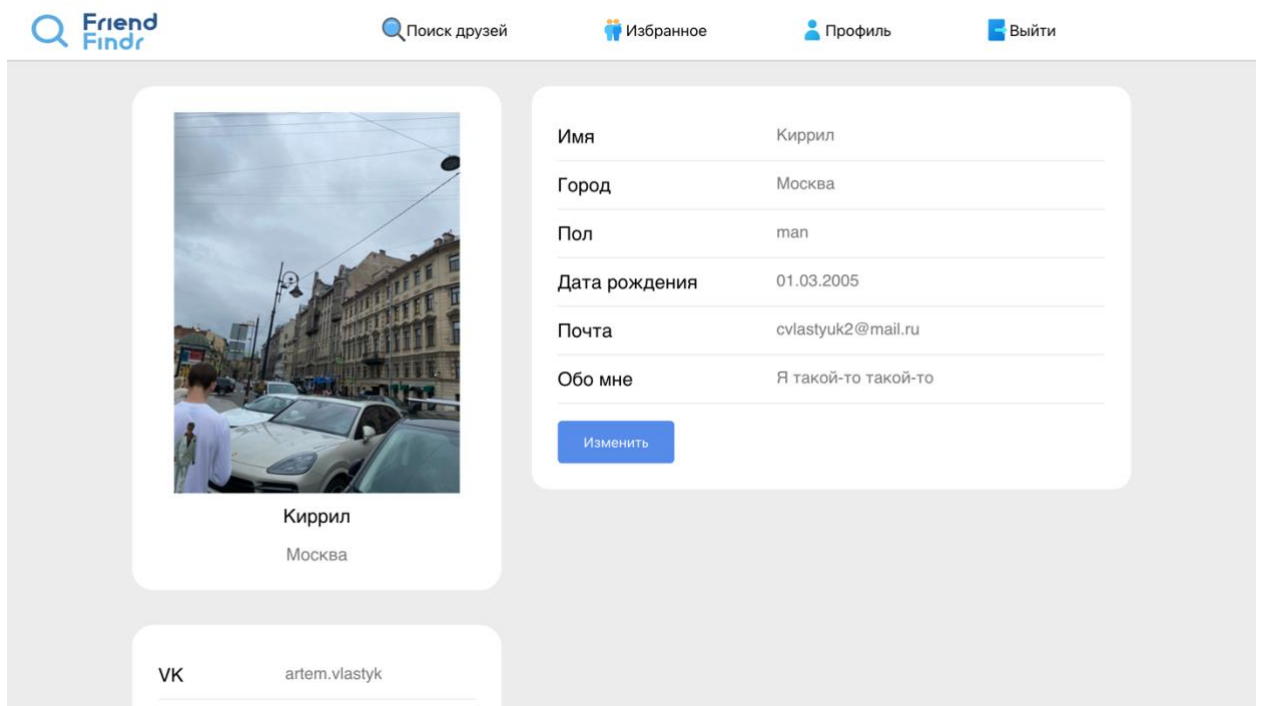 Friend
Findr
Поиск друзей
Избранное
Профиль
Выйти
Киррил
Москва
VK artem.vlastyk
Имя Киррил
Город Москва
Пол man
Дата рождения 01.03.2005
Почта cvlastyuk2@mail.ru
Обо мне Я такой-то такой-то
Изменить